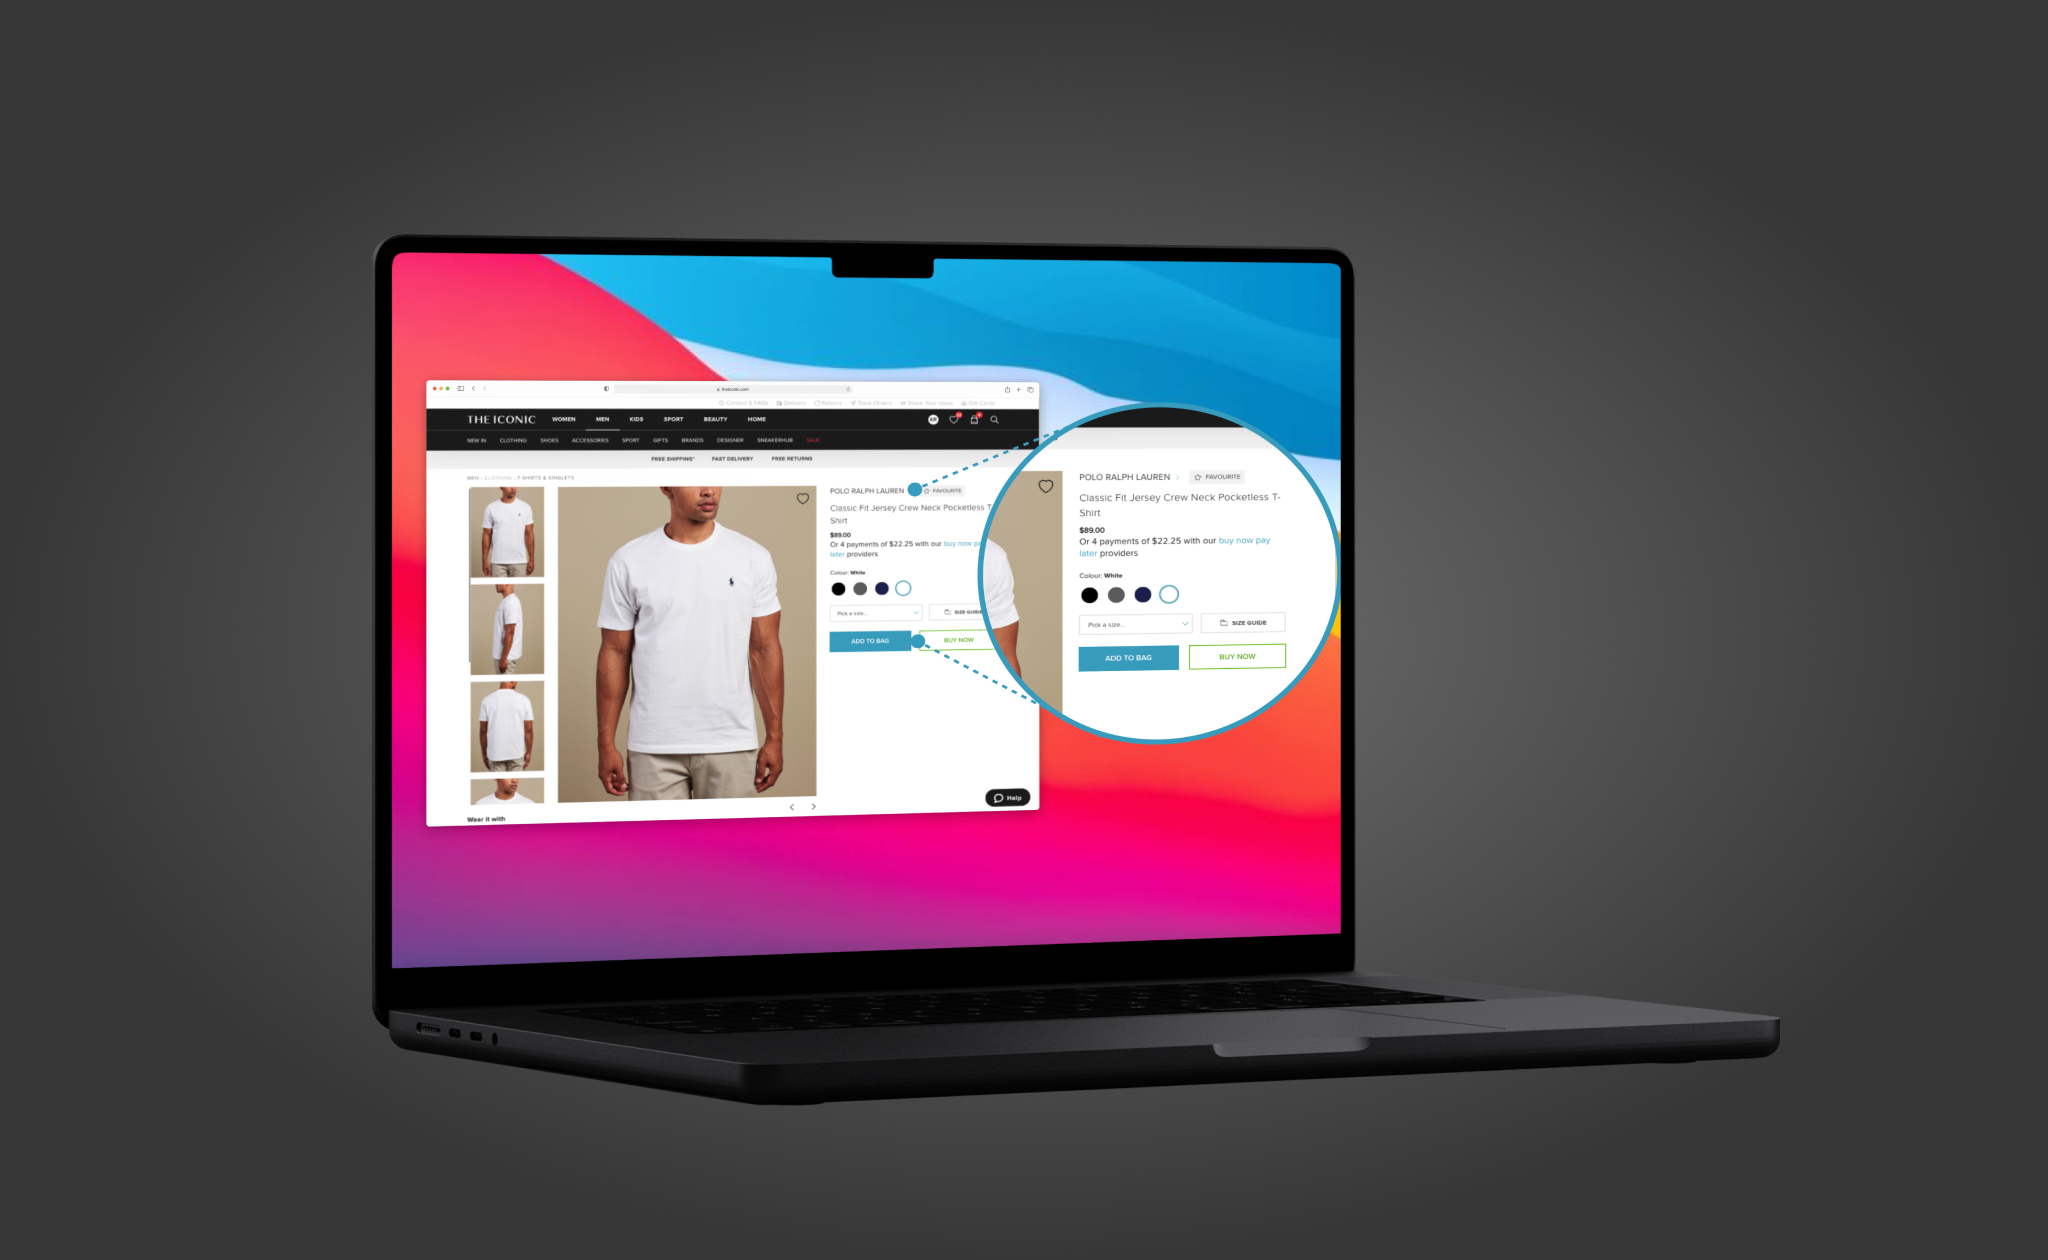 theiconic.com
Contact & FAQs Delivery Returns Track Orders Share Your Ideas Gift Cards
THE ICONIC WOMEN MEN KIDS SPORT BEAUTY HOME
NEW IN CLOTHING SHOES ACCESSORIES SPORT GIFTS BRANDS DESIGNER SNEAKERHUB SALE
FREE SHIPPING* FAST DELIVERY FREE RETURNS
MEN / CLOTHING / T-SHIRTS & SINGLETS
POLO RALPH LAUREN FAVOURITE
Classic Fit Jersey Crew Neck Pocketless T-
Shirt
$89.00
Or 4 payments of $22.25 with our buy now pa
later providers
Colour: White
Pick a size... SIZE GUIDE
ADD TO BAG BUY NOW
Help
Wear it with
POLO RALPH LAUREN > FAVOURITE
Classic Fit Jersey Crew Neck Pocketless T-
Shirt
$89.00
Or 4 payments of $22.25 with our buy now pay
later providers
Colour: White
Pick a size... SIZE GUIDE
ADD TO BAG BUY NOW